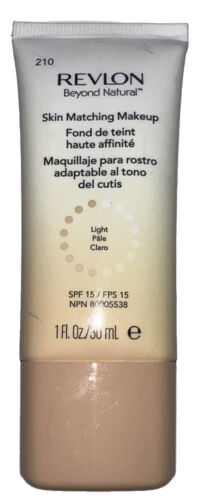 210
REVLON
Beyond Natural™
Skin Matching Makeup
Fond de teint
haute affinité
Maquillaje para rostro
adaptable al tono
del cutis
Light
Pâle
Claro
SPF 15 / FPS 15
NPN 80005538
1 fl. Oz./30 mL e